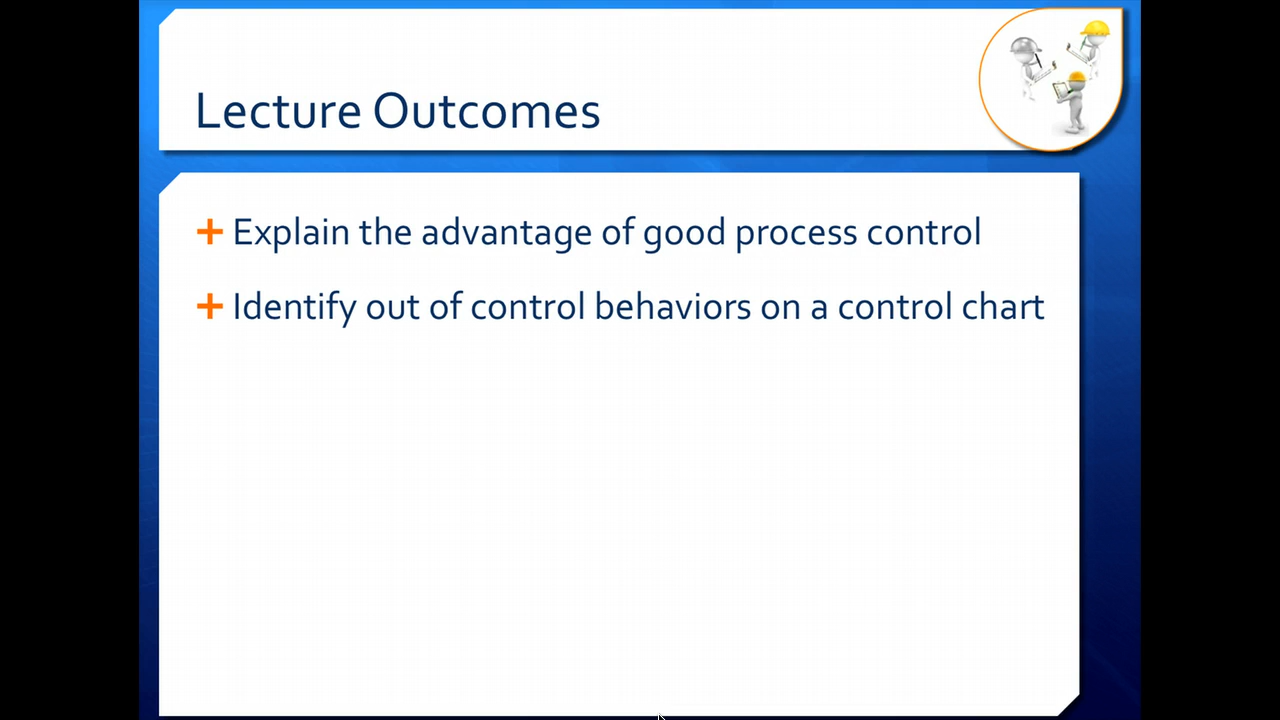 Lecture Outcomes
Explain the advantage of good process control
Identify out of control behaviors on a control chart